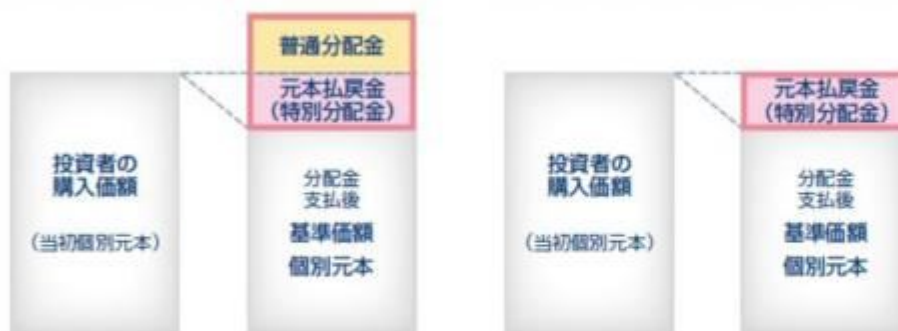 普通分配金
元本払戻金
(特別分配金)
投資者の
購入価額
(当初個別元本)
分配金
支払後
基準価額
個別元本
元本払戻金
(特別分配金)
投資者の
購入価額
(当初個別元本)
分配金
支払後
基準価額
個別元本